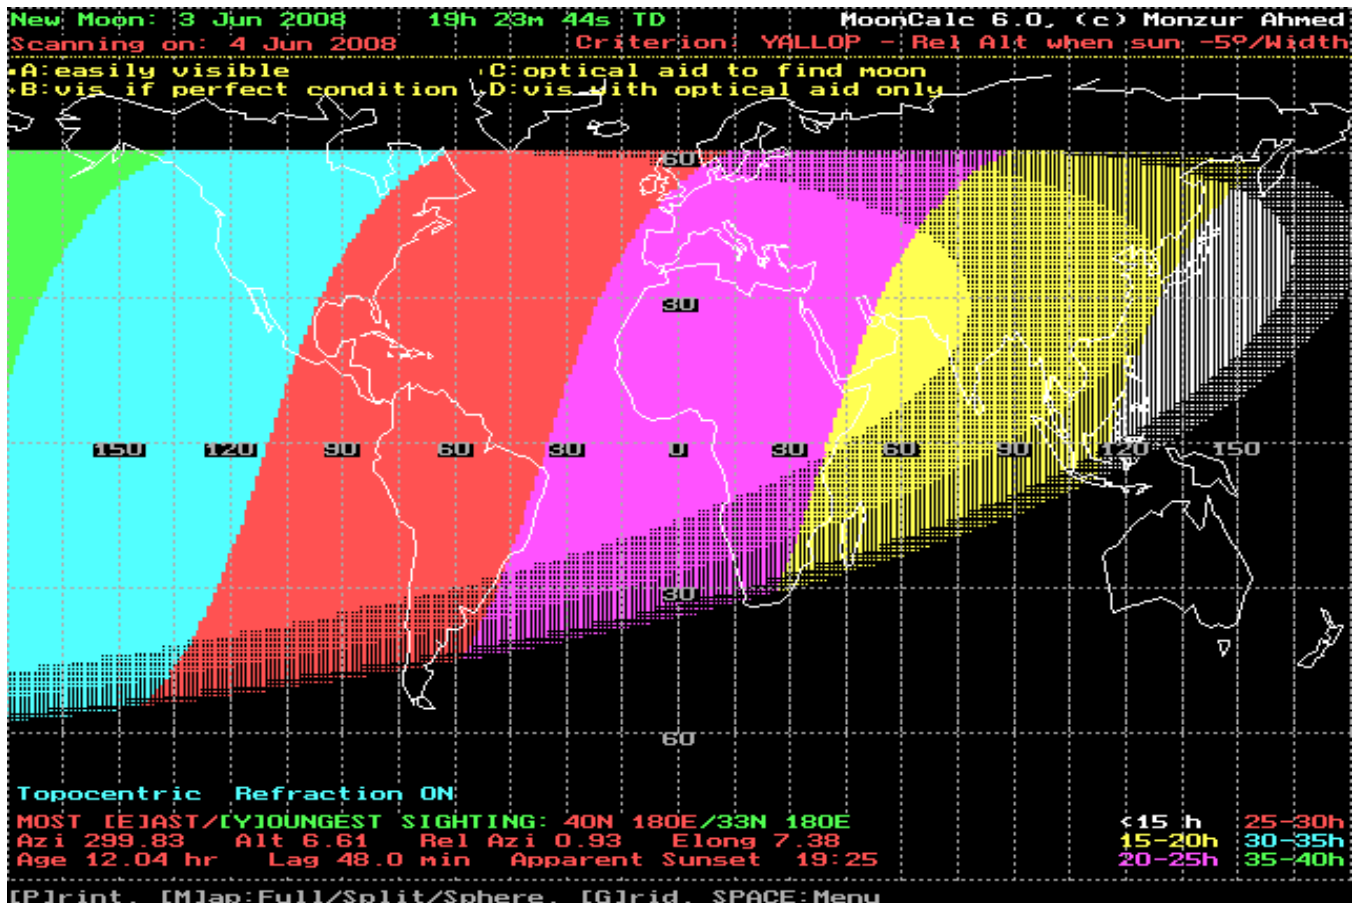 New Moon: 3 Jun 2008 19h 23m 44s TD MoonCalc 6.0, (c) Monzur Ahmed
Scanning on: 4 Jun 2008 Criterion: YALLOP - Rel Alt when sun -5º/Width
A:easily visible C:optical aid to find moon
B:vis if perfect condition D:vis with optical aid only
60
30
150 120 90 60 30 0 30 60 90 120 150
30
60
Topocentric Refraction ON
MOST [E]AST/[Y]OUNGEST SIGHTING: 40N 180E/33N 180E <15 h 25-30h
Azi 299.83 Alt 6.61 Rel Azi 0.93 Elong 7.38 15-20h 30-35h
Age 12.04 hr Lag 48.0 min Apparent Sunset 19:25 20-25h 35-40h
[P]rint, [M]ap:Full/Split/Sphere, [G]rid, SPACE:Menu